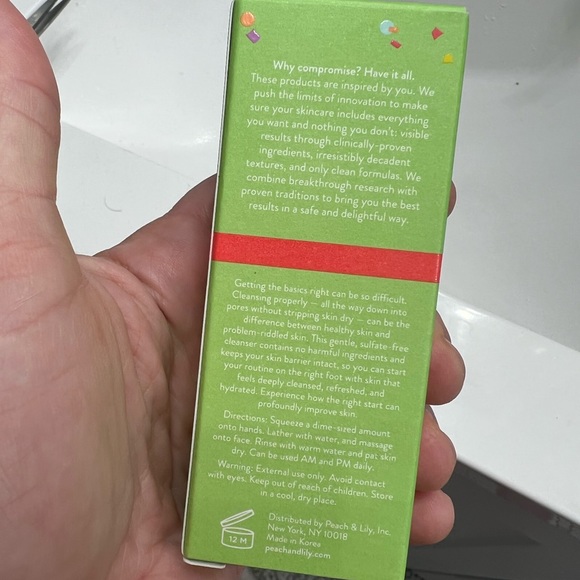 Why compromise? Have it all.
These products are inspired by you. We
push the limits of innovation to make
sure your skincare includes everything
you want and nothing you don't: visible
results through clinically-proven
ingredients, irresistibly decadent
textures, and only clean formulas. We
combine breakthrough research with
proven traditions to bring you the best
results in a safe and delightful way.
Getting the basics right can be so difficult.
Cleansing properly — all the way down into
pores without stripping skin dry — can be the
difference between healthy skin and
problem-riddled skin. This gentle, sulfate-free
cleanser contains no harmful ingredients and
keeps your skin barrier intact, so you can start
your routine on the right foot with skin that
feels deeply cleansed, refreshed, and
hydrated. Experience how the right start can
profoundly improve skin.
Directions: Squeeze a dime-sized amount
onto hands. Lather with water, and massage
onto face. Rinse with warm water and pat skin
dry. Can be used AM and PM daily.
Warning: External use only. Avoid contact
with eyes. Keep out of reach of children. Store
in a cool, dry place.
12 M
Distributed by Peach & Lily, Inc.
New York, NY 10018
Made in Korea
peachandlily.com